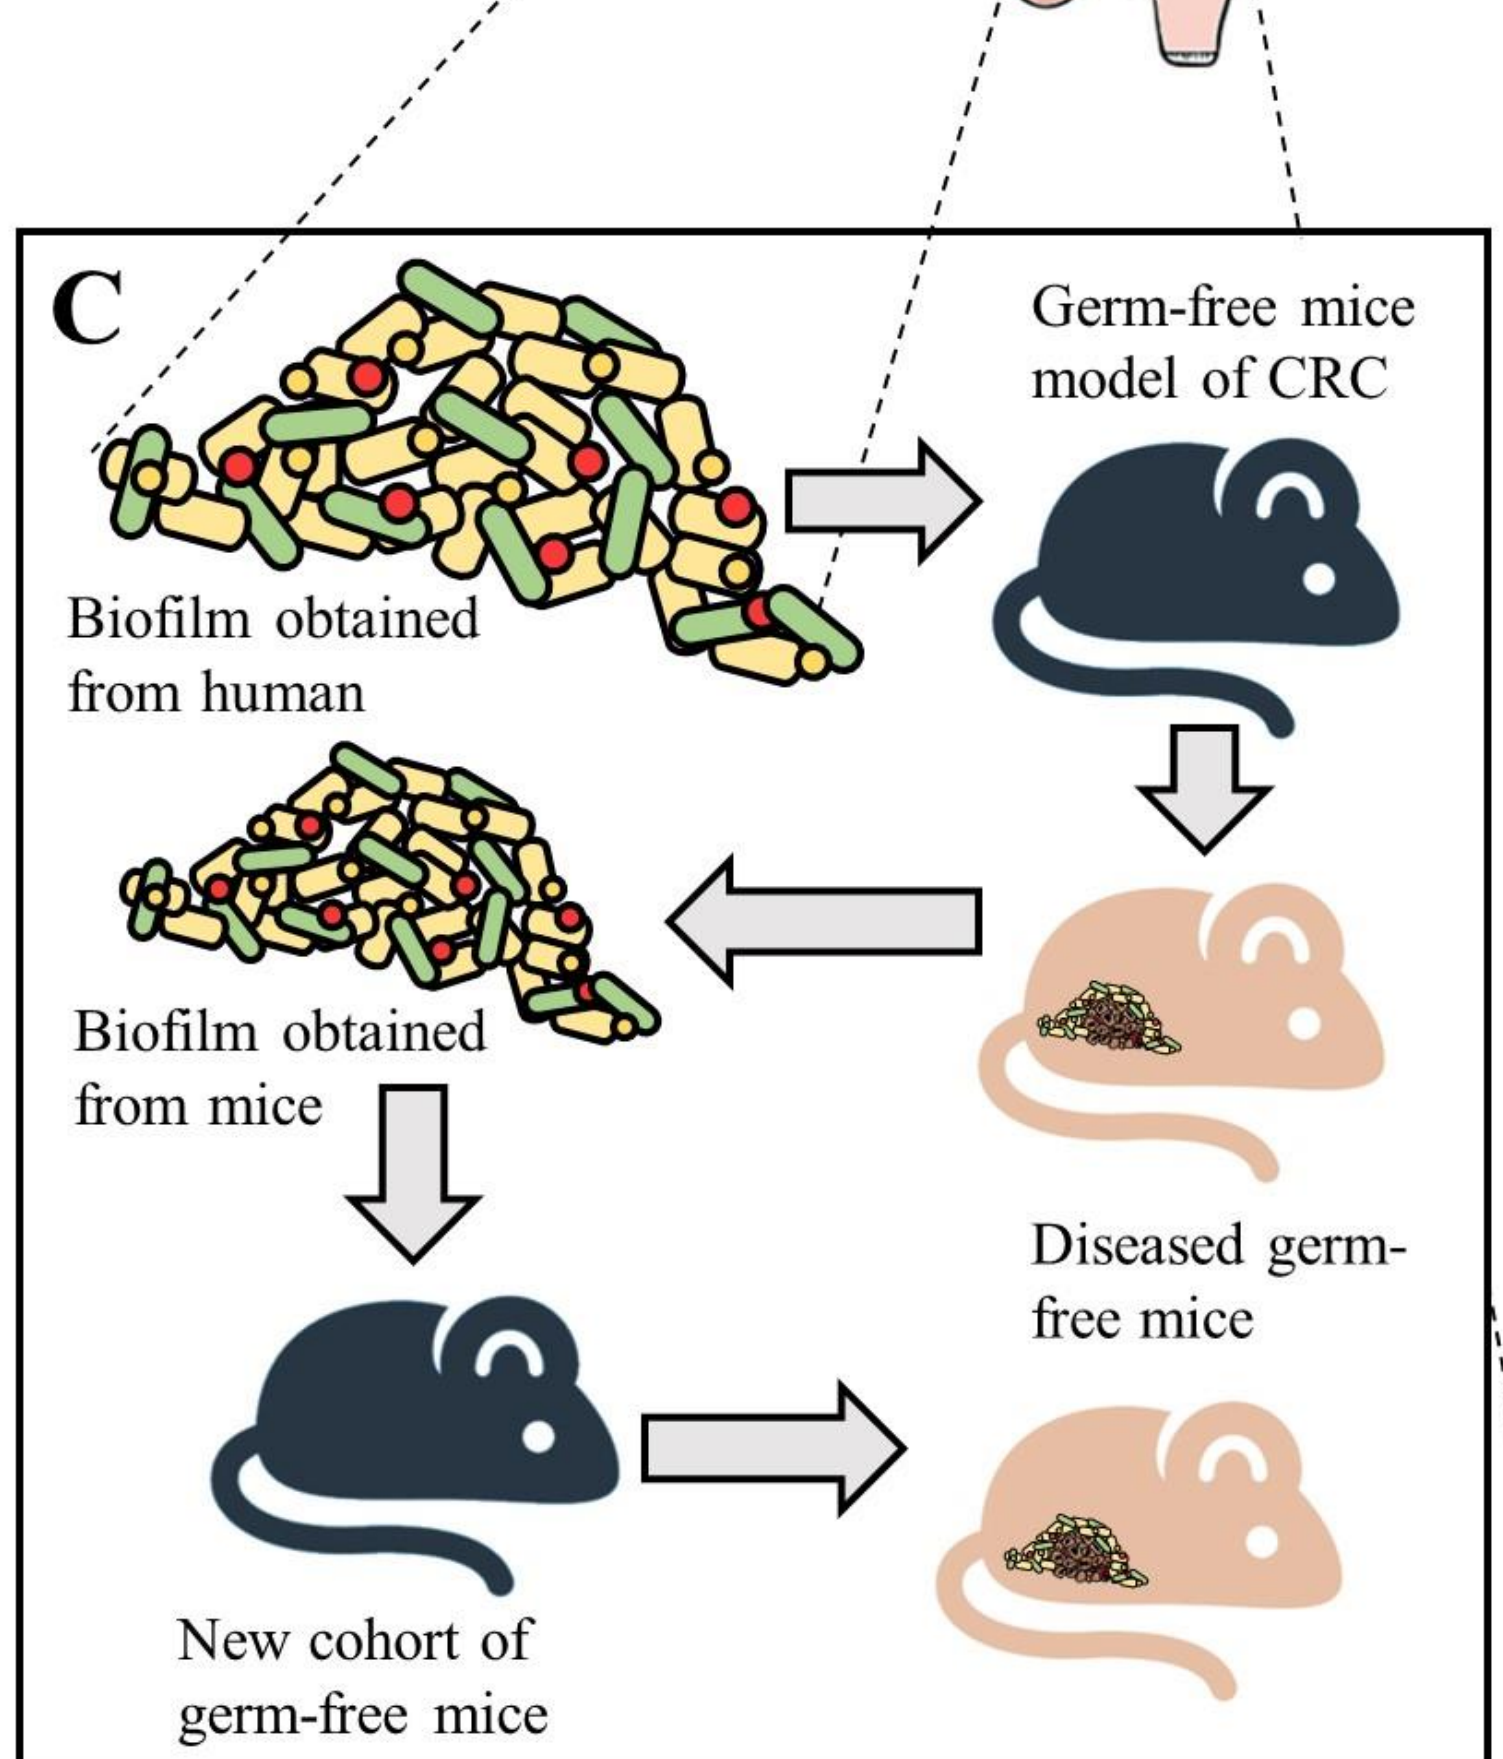 C
Germ-free mice
model of CRC
Biofilm obtained
from human
Biofilm obtained
from mice
Diseased germ-
free mice
New cohort of
germ-free mice